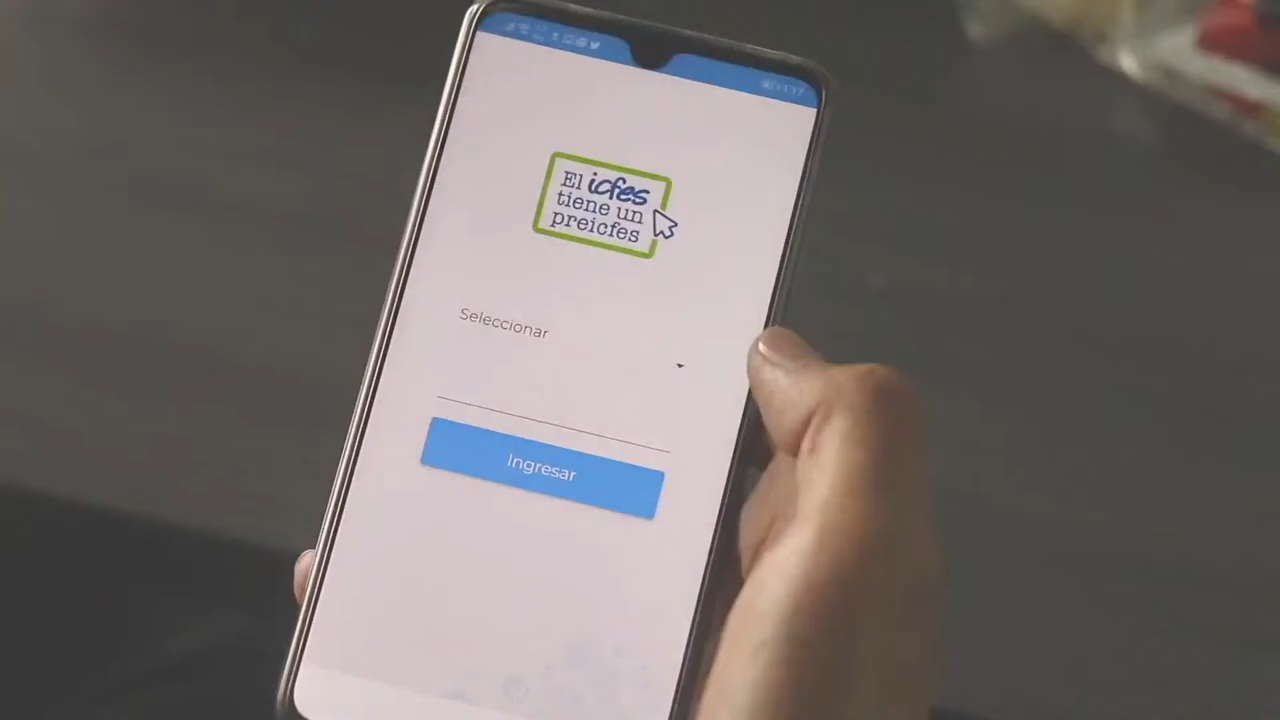 El icfes
tiene un
preicfes
Seleccionar
Ingresar